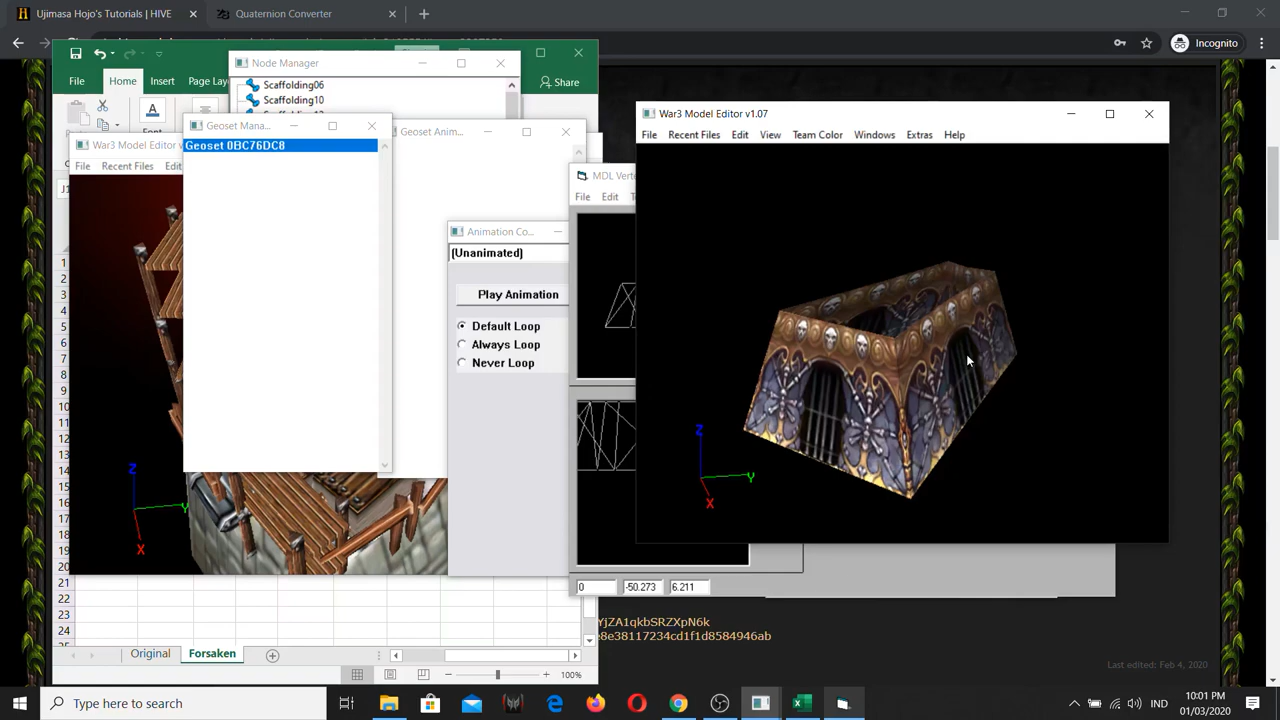 Ujimasa Hojo's Tutorials | HIVE
Quaternion Converter
Incognito
File
Home
Insert
Page Lay
Share
Font
Node Manager
Scaffolding06
Scaffolding10
War3 Model Editor v
File
Recent Files
Edit
Geoset Mana...
Geoset 0BC76DC8
Geoset Anim...
Animation Co...
(Unanimated)
Play Animation
Default Loop
Always Loop
Never Loop
MDL Verte
File
Edit
War3 Model Editor v1.07
File
Recent Files
Edit
View
Team Color
Windows
Extras
Help
Z
Y
X
Z
Y
X
1
2
3
4
5
6
7
8
9
10
11
12
13
14
15
16
17
18
19
20
21
22
23
24
0
-50.273
6.211
YjZA1qkbSRZXpN6k
e8e38117234cd1f1d8584946ab
Last edited: Feb 4, 2020
Original
Forsaken
100%
Type here to search
IND
10:01 PM
01/03/2020